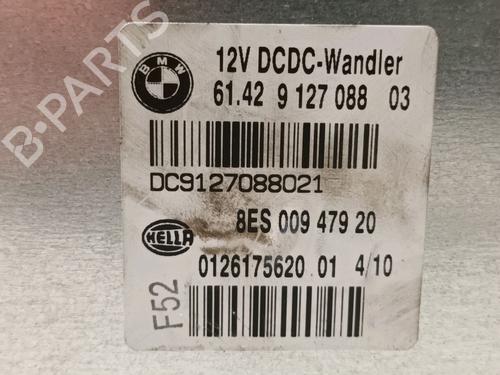 BMW
12V DCDC-Wandler
61.42 9 127 088 03
DC9127088021
8ES 009 479 20
HELLA
0126175620 01 4/10
F52
B-PARTS